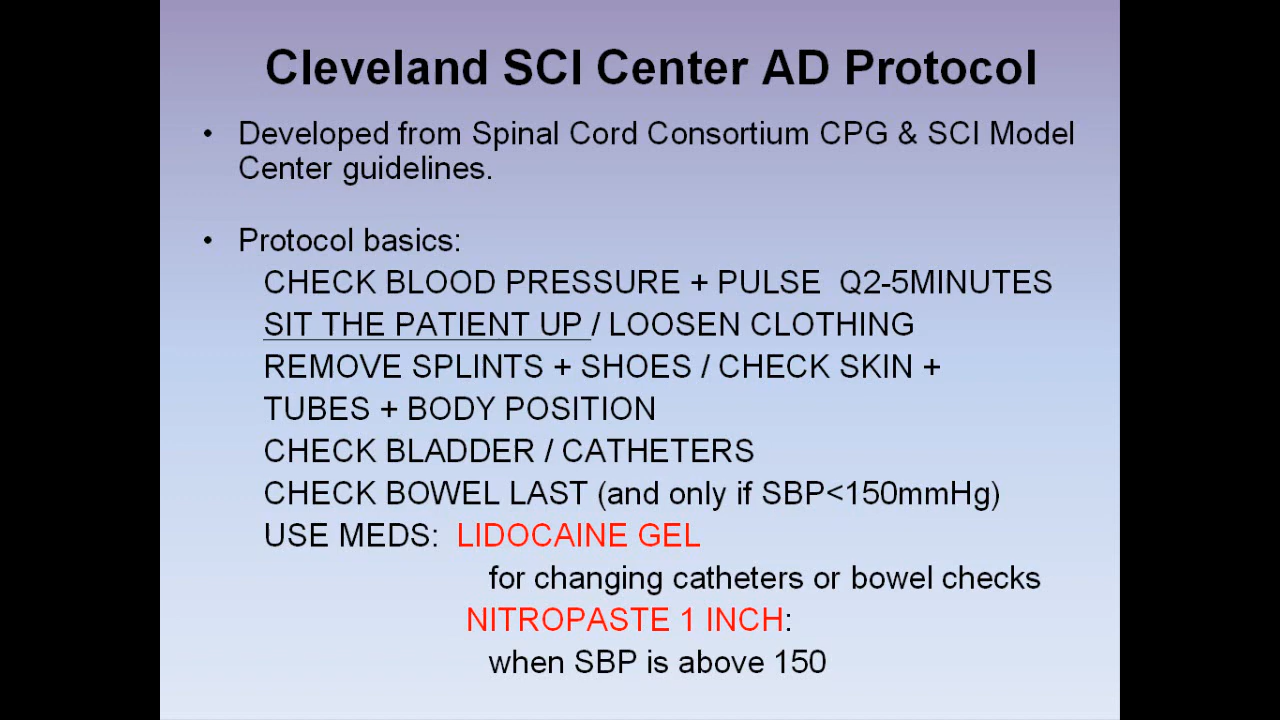 Cleveland SCI Center AD Protocol
• Developed from Spinal Cord Consortium CPG & SCI Model
Center guidelines.
• Protocol basics:
CHECK BLOOD PRESSURE + PULSE  Q2-5MINUTES
SIT THE PATIENT UP / LOOSEN CLOTHING
REMOVE SPLINTS + SHOES / CHECK SKIN +
TUBES + BODY POSITION
CHECK BLADDER / CATHETERS
CHECK BOWEL LAST (and only if SBP<150mmHg)
USE MEDS:  LIDOCAINE GEL
for changing catheters or bowel checks
NITROPASTE 1 INCH:
when SBP is above 150